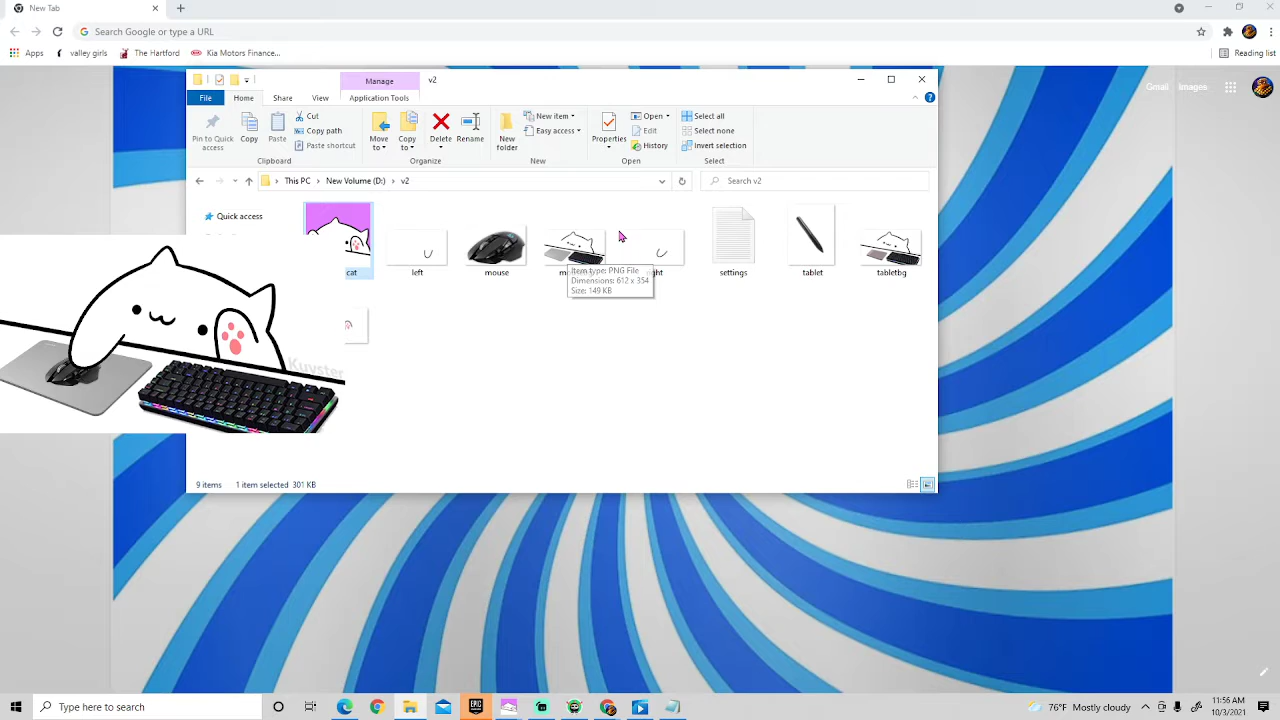 New Tab
Search Google or type a URL
Apps
valley girls
The Hartford
Kia Motors Finance...
Reading list
Gmail
Images
Manage
v2
File
Home
Share
View
Application Tools
Pin to Quick access
Copy
Paste
Cut
Copy path
Paste shortcut
Clipboard
Move to
Copy to
Delete
Rename
Organize
New folder
New item
Easy access
New
Properties
Open
Edit
History
Open
Select all
Select none
Invert selection
Select
This PC > New Volume (D:) > v2
Search v2
Quick access
cat
left
mouse
settings
tablet
tabletbg
Item type: PNG File
Dimensions: 612 x 354
Size: 149 KB
Kuyster
9 items
1 item selected 301 KB
Type here to search
EPIC
76°F Mostly cloudy
11:56 AM
10/3/2021